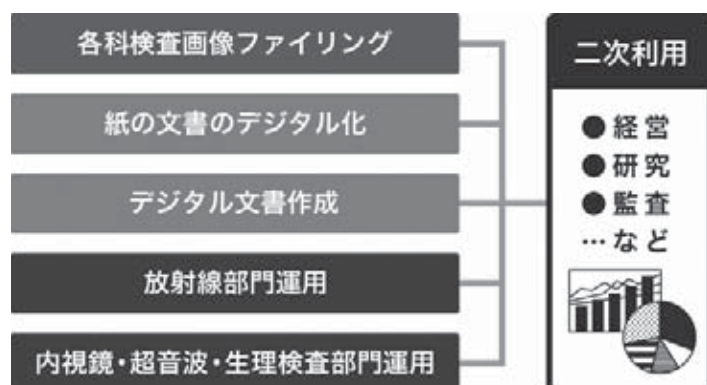 各科検査画像ファイリング
紙の文書のデジタル化
デジタル文書作成
放射線部門運用
内視鏡・超音波・生理検査部門運用
二次利用
●経営
●研究
●監査
…など